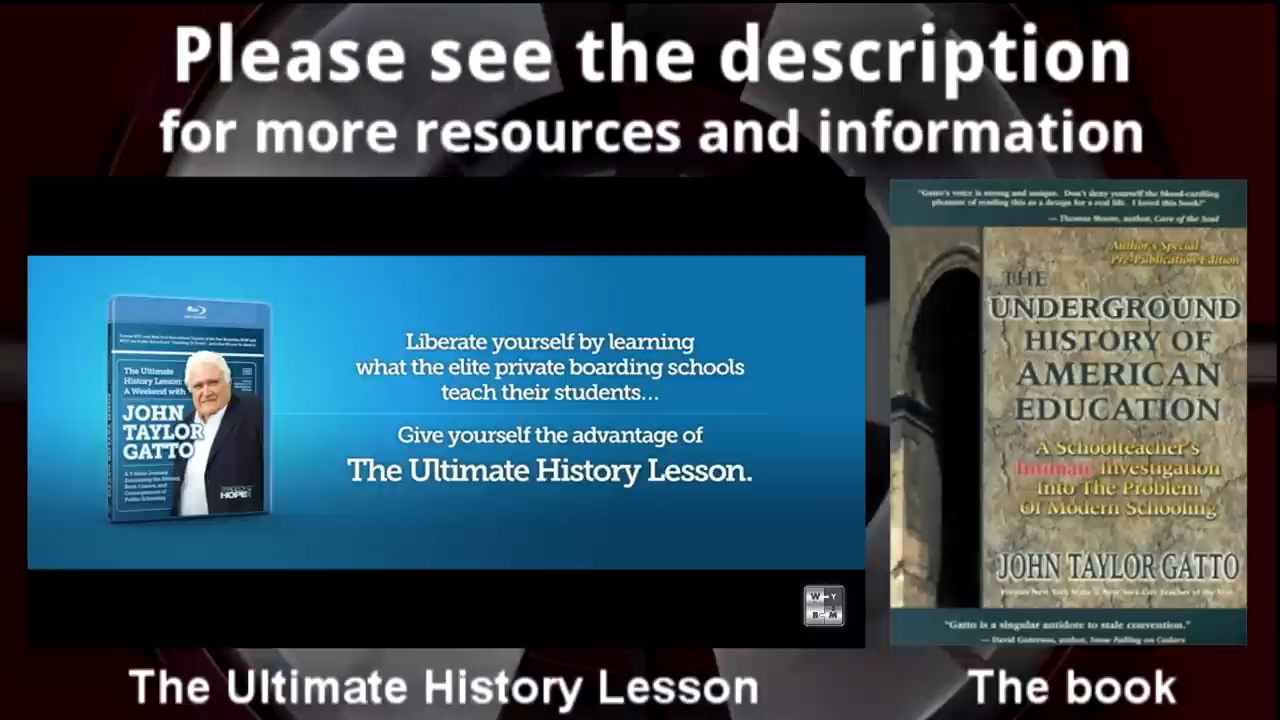 Please see the description
for more resources and information
The Ultimate
History Lesson:
A Weekend with
JOHN
TAYLOR
GATTO
HOPE
Liberate yourself by learning
what the elite private boarding schools
teach their students...
Give yourself the advantage of
The Ultimate History Lesson.
"Gatto's voice is strong and unique. Don't deny yourself the blood-curdling
pleasure of reading this as a design for a real life. I loved this book!"
— Thomas Moore, author, Care of the Soul
Author's Special
Pre-Publication Edition
THE
UNDERGROUND
HISTORY OF
AMERICAN
EDUCATION
A Schoolteacher's
Intimate Investigation
Into The Problem
Of Modern Schooling
JOHN TAYLOR GATTO
Former New York State & New York City Teacher of the Year
"Gatto is a singular antidote to stale convention."
— David Guterson, author, Snow Falling on Cedars
The Ultimate History Lesson
The book